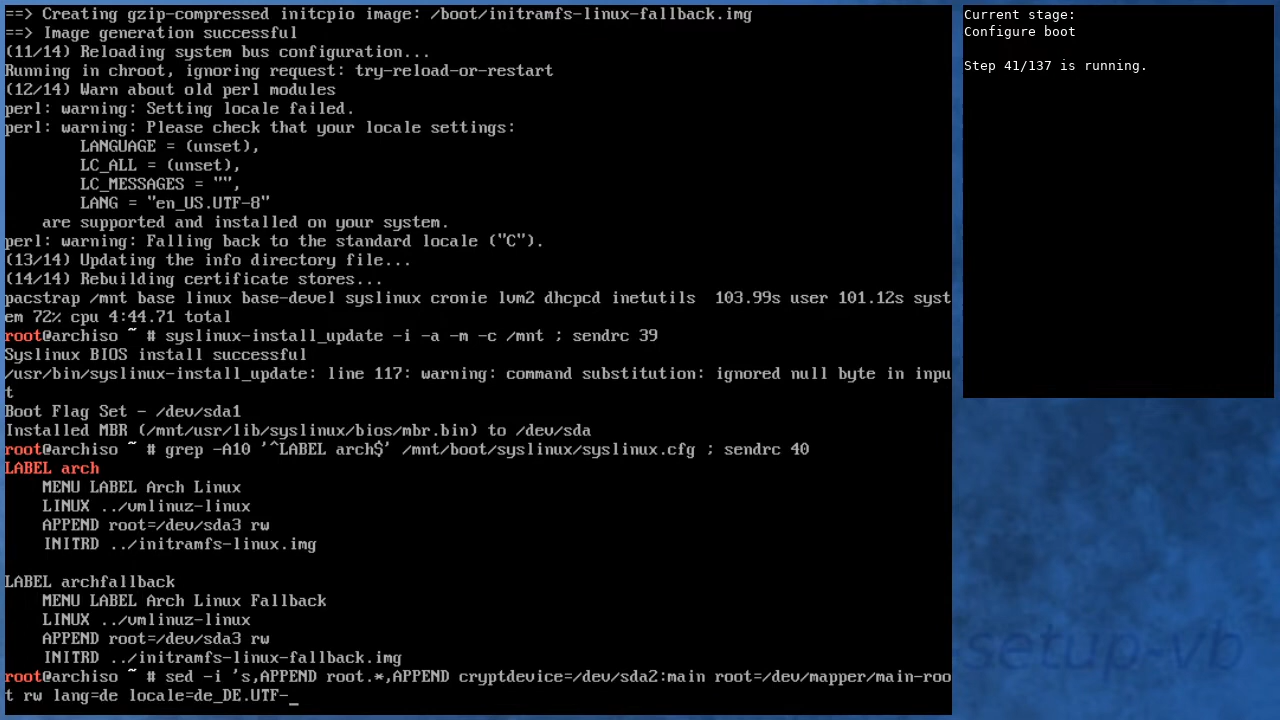 ==> Creating gzip-compressed initcpio image: /boot/initramfs-linux-fallback.img
==> Image generation successful
(11/14) Reloading system bus configuration...
Running in chroot, ignoring request: try-reload-or-restart
(12/14) Warn about old perl modules
perl: warning: Setting locale failed.
perl: warning: Please check that your locale settings:
        LANGUAGE = (unset),
        LC_ALL = (unset),
        LC_MESSAGES = "",
        LANG = "en_US.UTF-8"
    are supported and installed on your system.
perl: warning: Falling back to the standard locale ("C").
(13/14) Updating the info directory file...
(14/14) Rebuilding certificate stores...
pacstrap /mnt base linux base-devel syslinux cronie lvm2 dhcpcd inetutils  103.99s user 101.12s syst
em 72% cpu 4:44.71 total
root@archiso ~ # syslinux-install_update -i -a -m -c /mnt ; sendrc 39
Syslinux BIOS install successful
/usr/bin/syslinux-install_update: line 117: warning: command substitution: ignored null byte in inpu
t
Boot Flag Set - /dev/sda1
Installed MBR (/mnt/usr/lib/syslinux/bios/mbr.bin) to /dev/sda
root@archiso ~ # grep -A10 '^LABEL arch$' /mnt/boot/syslinux/syslinux.cfg ; sendrc 40
LABEL arch
    MENU LABEL Arch Linux
    LINUX ../vmlinuz-linux
    APPEND root=/dev/sda3 rw
    INITRD ../initramfs-linux.img

LABEL archfallback
    MENU LABEL Arch Linux Fallback
    LINUX ../vmlinuz-linux
    APPEND root=/dev/sda3 rw
    INITRD ../initramfs-linux-fallback.img
root@archiso ~ # sed -i 's,APPEND root.*,APPEND cryptdevice=/dev/sda2:main root=/dev/mapper/main-roo
t rw lang=de locale=de_DE.UTF-_
Current stage:
Configure boot
Step 41/137 is running.
setup-vb